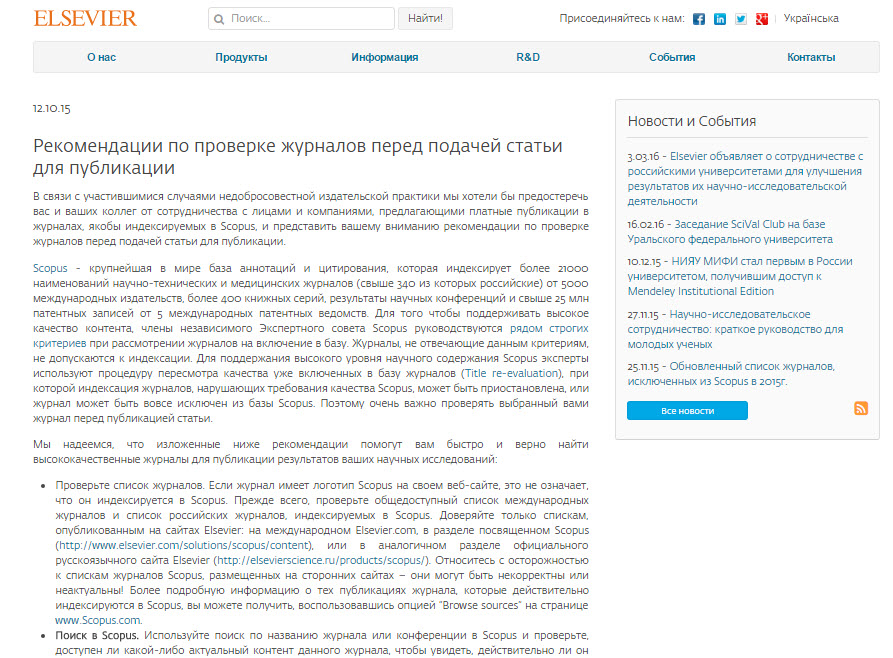 ELSEVIER
Поиск...
Найти!
Присоединяйтесь к нам:
Українська
О нас
Продукты
Информация
R&D
События
Контакты
12.10.15
Рекомендации по проверке журналов перед подачей статьи
для публикации
В связи с участившимися случаями недобросовестной издательской практики мы хотели бы предостеречь
вас и ваших коллег от сотрудничества с лицами и компаниями, предлагающими платные публикации в
журналах, якобы индексируемых в Scopus, и представить вашему вниманию рекомендации по проверке
журналов перед подачей статьи для публикации.
Scopus - крупнейшая в мире база аннотаций и цитирования, которая индексирует более 21000
наименований научно-технических и медицинских журналов (свыше 340 из которых российские) от 5000
международных издательств, более 400 книжных серий, результаты научных конференций и свыше 25 млн
патентных записей от 5 международных патентных ведомств. Для того чтобы поддерживать высокое
качество контента, члены независимого Экспертного совета Scopus руководствуются рядом строгих
критериев при рассмотрении журналов на включение в базу. Журналы, не отвечающие данным критериям,
не допускаются к индексации. Для поддержания высокого уровня научного содержания Scopus эксперты
используют процедуру пересмотра качества уже включенных в базу журналов (Title re-evaluation), при
которой индексация журналов, нарушающих требования качества Scopus, может быть приостановлена, или
журнал может быть вовсе исключен из базы Scopus. Поэтому очень важно проверять выбранный вами
журнал перед публикацией статьи.
Мы надеемся, что изложенные ниже рекомендации помогут вам быстро и верно найти
высококачественные журналы для публикации результатов ваших научных исследований:
• Проверьте список журналов. Если журнал имеет логотип Scopus на своем веб-сайте, это не означает,
что он индексируется в Scopus. Прежде всего, проверьте общедоступный список международных
журналов и список российских журналов, индексируемых в Scopus. Доверяйте только спискам,
опубликованным на сайтах Elsevier: на международном Elsevier.com, в разделе посвященном Scopus
(http://www.elsevier.com/solutions/scopus/content), или в аналогичном разделе официального
русскоязычного сайта Elsevier (http://elsevierscience.ru/products/scopus/). Относитесь с осторожностью
к спискам журналов Scopus, размещенных на сторонних сайтах – они могут быть некорректны или
неактуальны! Более подробную информацию о тех публикациях журнала, которые действительно
индексируются в Scopus, вы можете получить, воспользовавшись опцией "Browse sources" на странице
www.Scopus.com.
• Поиск в Scopus. Используйте поиск по названию журнала или конференции в Scopus и проверьте,
доступен ли какой-либо актуальный контент данного журнала, чтобы увидеть, действительно ли он
Новости и События
3.03.16 - Elsevier объявляет о сотрудничестве с
российскими университетами для улучшения
результатов их научно-исследовательской
деятельности
16.02.16 - Заседание SciVal Club на базе
Уральского федерального университета
10.12.15 - НИЯУ МИФИ стал первым в России
университетом, получившим доступ к
Mendeley Institutional Edition
27.11.15 - Научно-исследовательское
сотрудничество: краткое руководство для
молодых ученых
25.11.15 - Обновленный список журналов,
исключенных из Scopus в 2015г.
Все новости